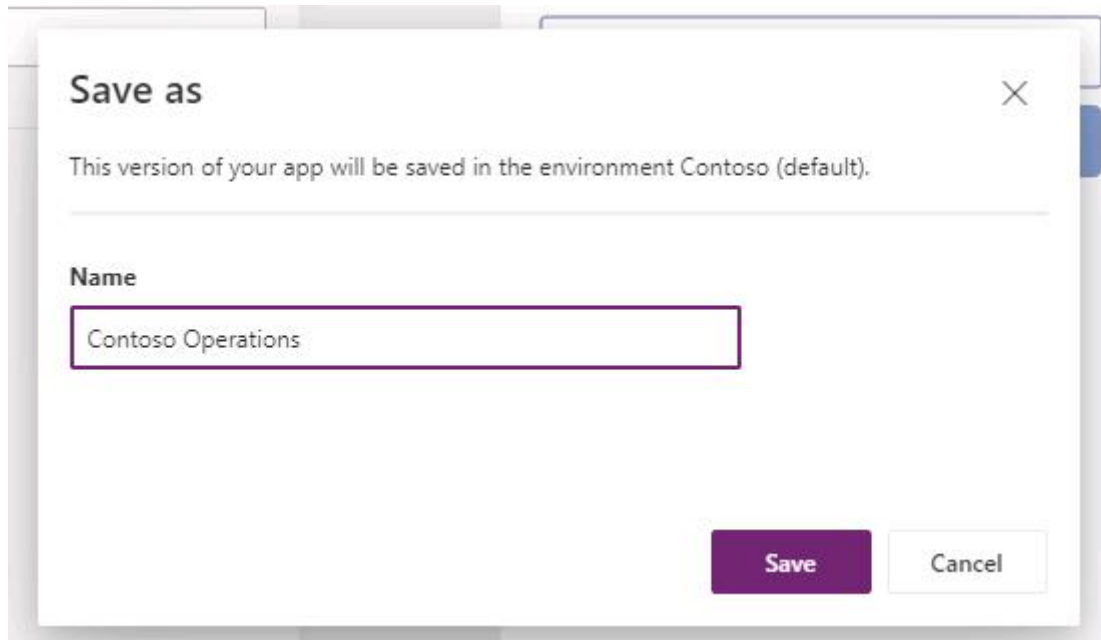 Save as
This version of your app will be saved in the environment Contoso (default).
Name
Contoso Operations
Save
Cancel